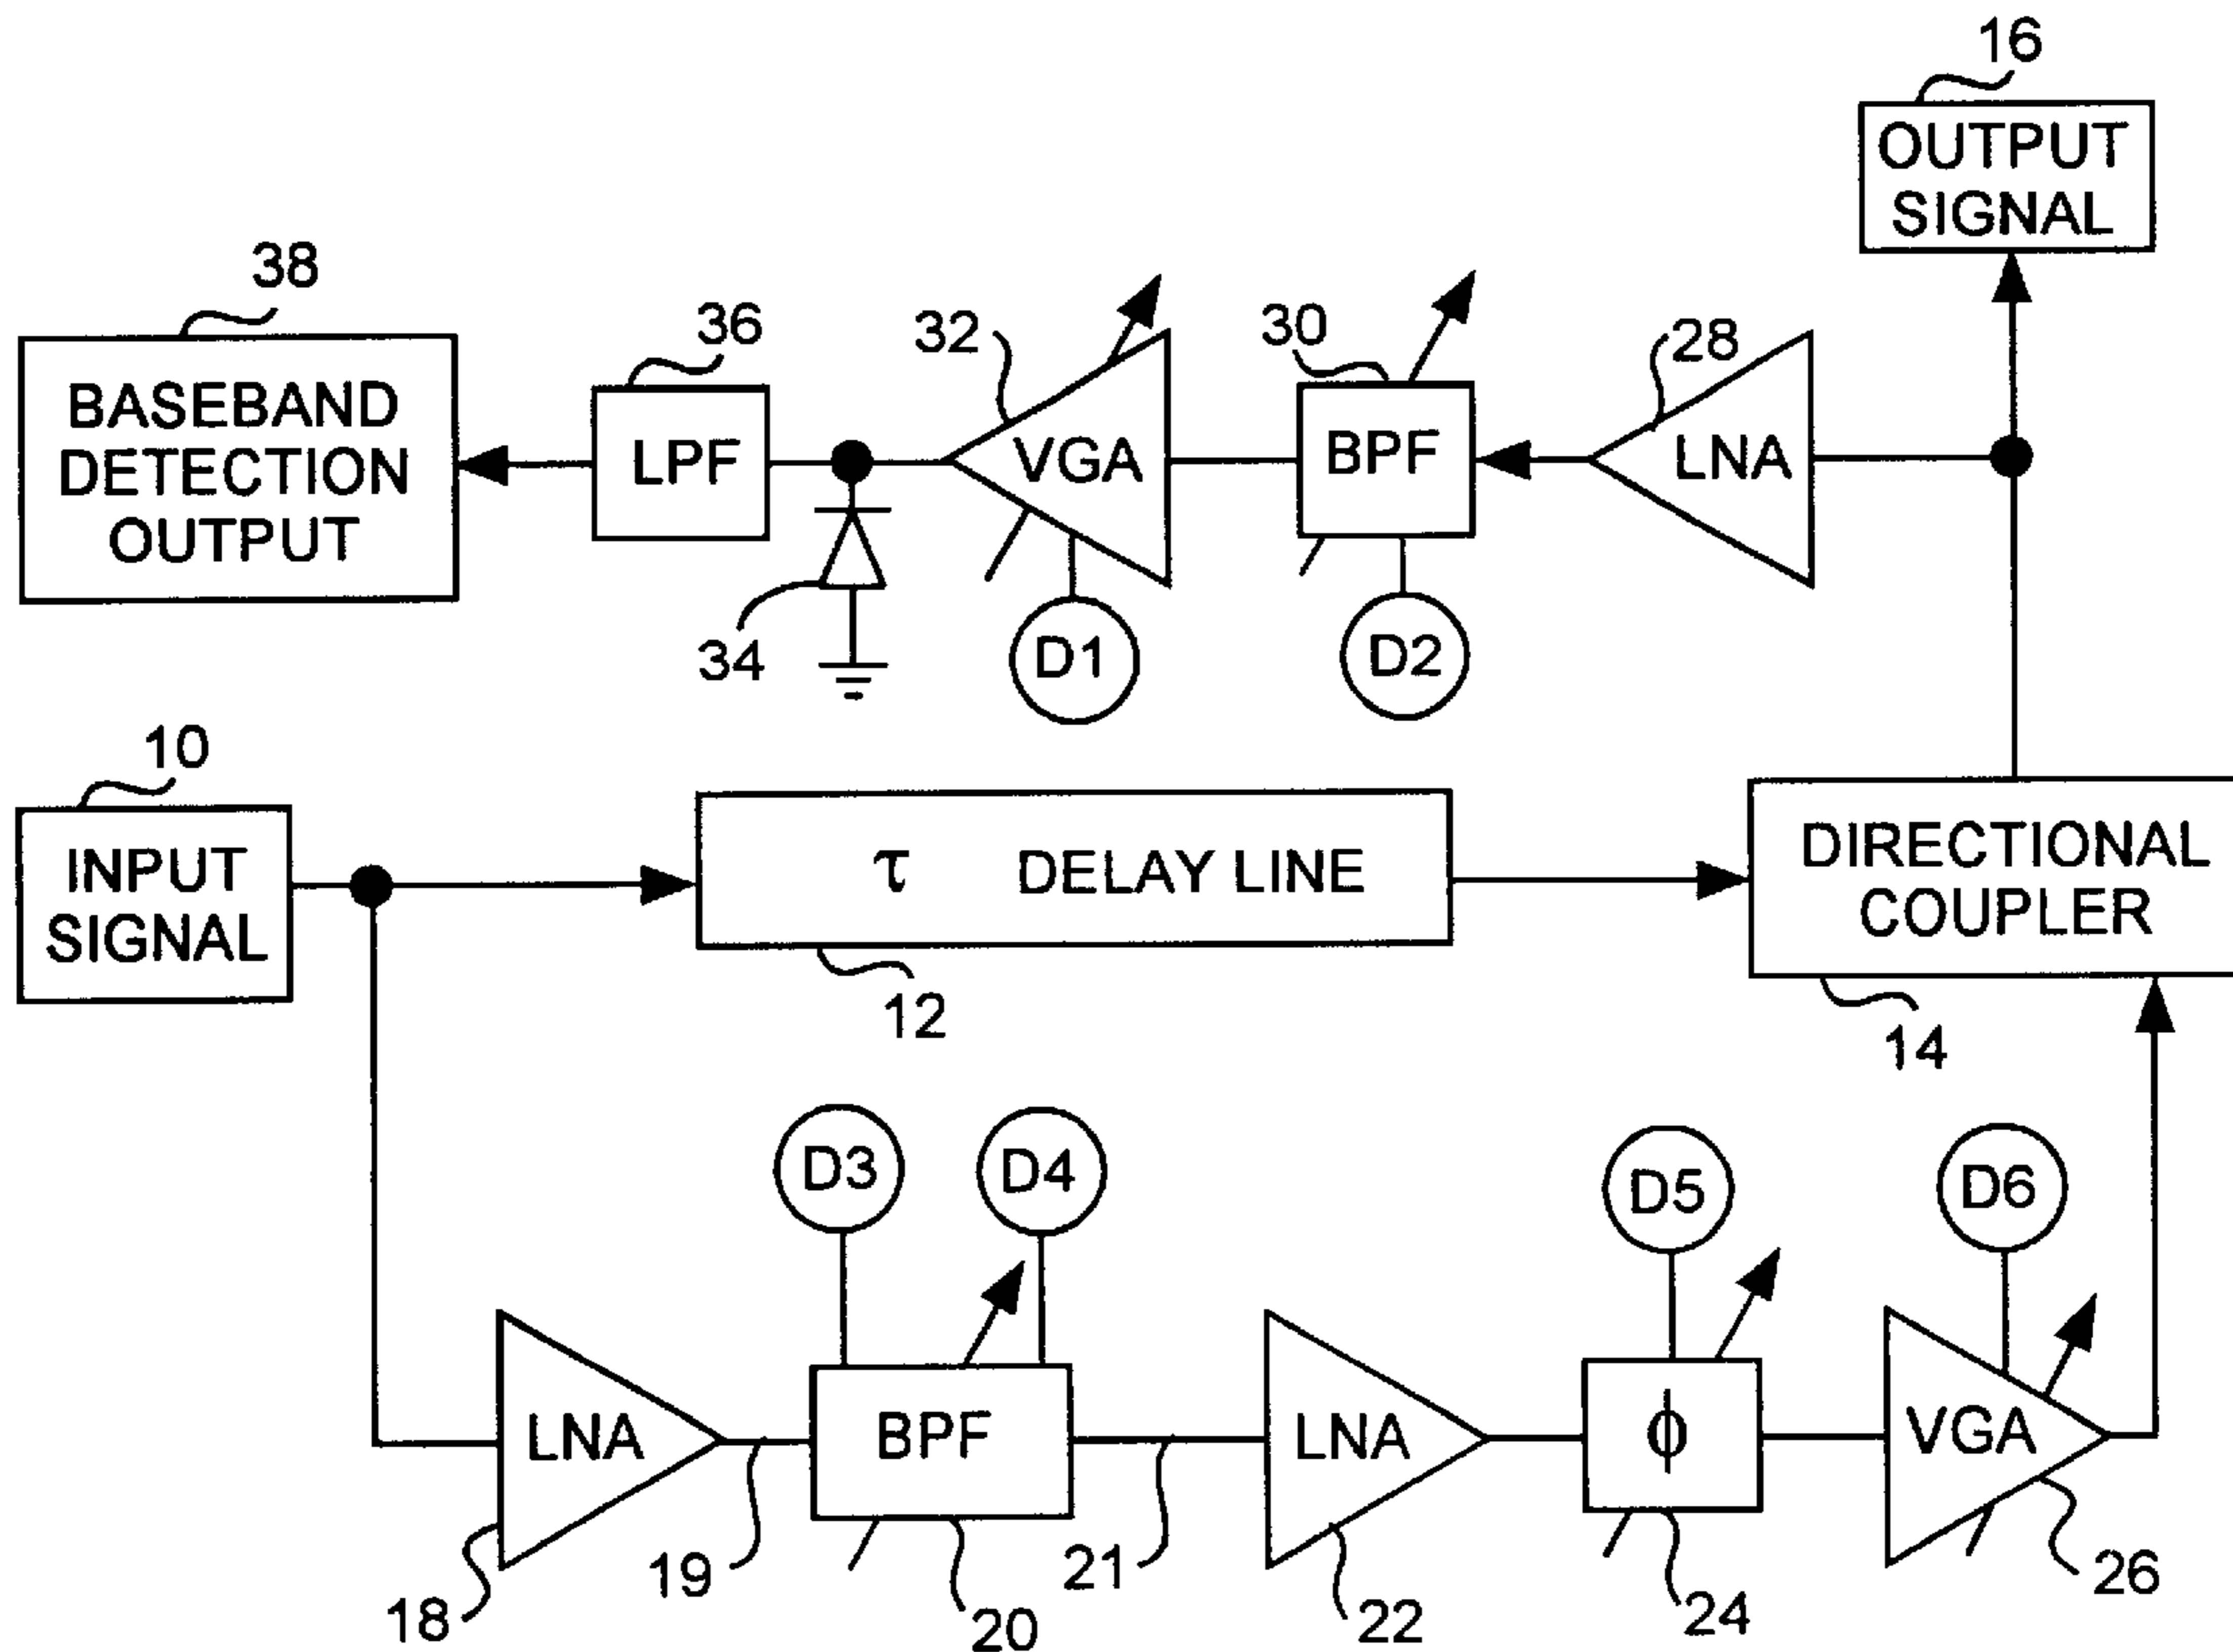 16
OUTPUT
SIGNAL
38
36
32
30
28
BASEBAND
DETECTION
OUTPUT
LPF
VGA
BPF
LNA
34
D1
D2
10
INPUT
SIGNAL
τ DELAY LINE
DIRECTIONAL
COUPLER
12
14
D3
D4
D5
D6
LNA
BPF
LNA
ϕ
VGA
18
19
20
21
22
24
26